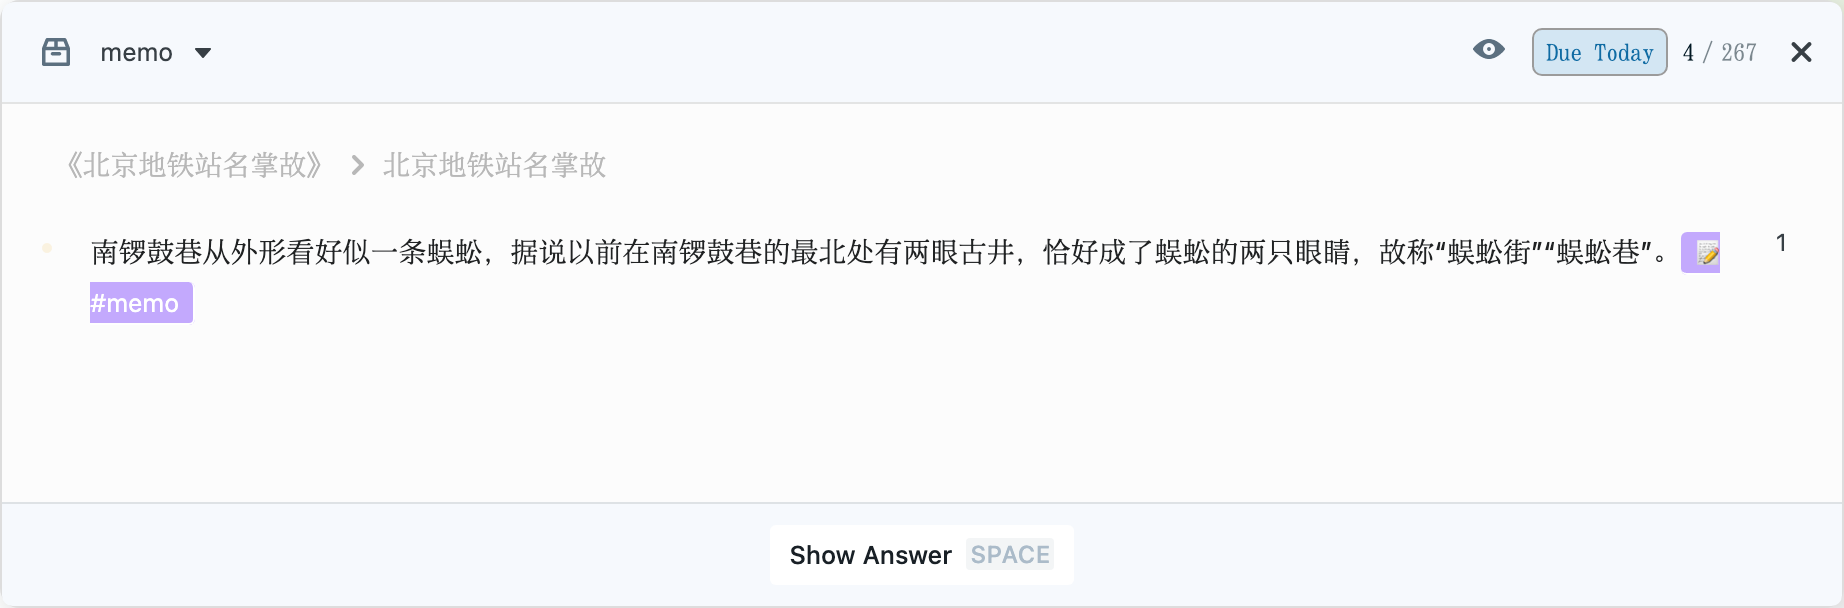 memo
Due Today 4 / 267
《北京地铁站名掌故》 > 北京地铁站名掌故
南锣鼓巷从外形看好似一条蜈蚣，据说以前在南锣鼓巷的最北处有两眼古井，恰好成了蜈蚣的两只眼睛，故称“蜈蚣街”“蜈蚣巷”。 1
#memo
Show Answer SPACE